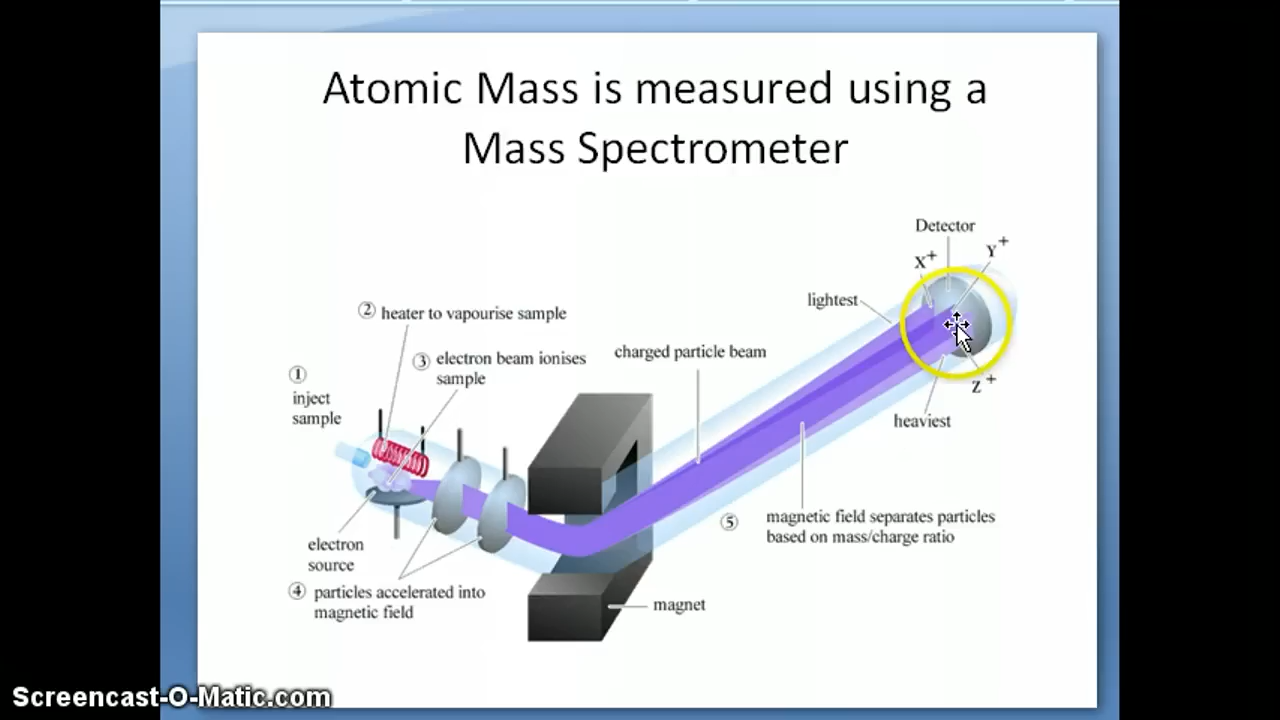 Atomic Mass is measured using a
Mass Spectrometer
Detector
X+
Y+
lightest
② heater to vapourise sample
③ electron beam ionises
sample
charged particle beam
①
inject
sample
Z+
heaviest
⑤ magnetic field separates particles
based on mass/charge ratio
electron
source
④ particles accelerated into
magnetic field
magnet
Screencast-O-Matic.com